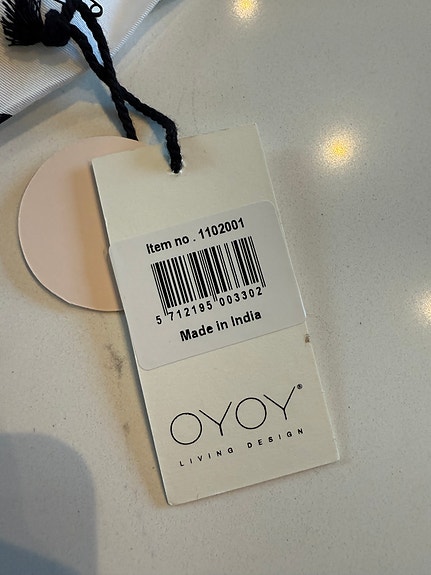 Item no . 1102001
5 712195 003302
Made in India
OYOY®
LIVING DESIGN